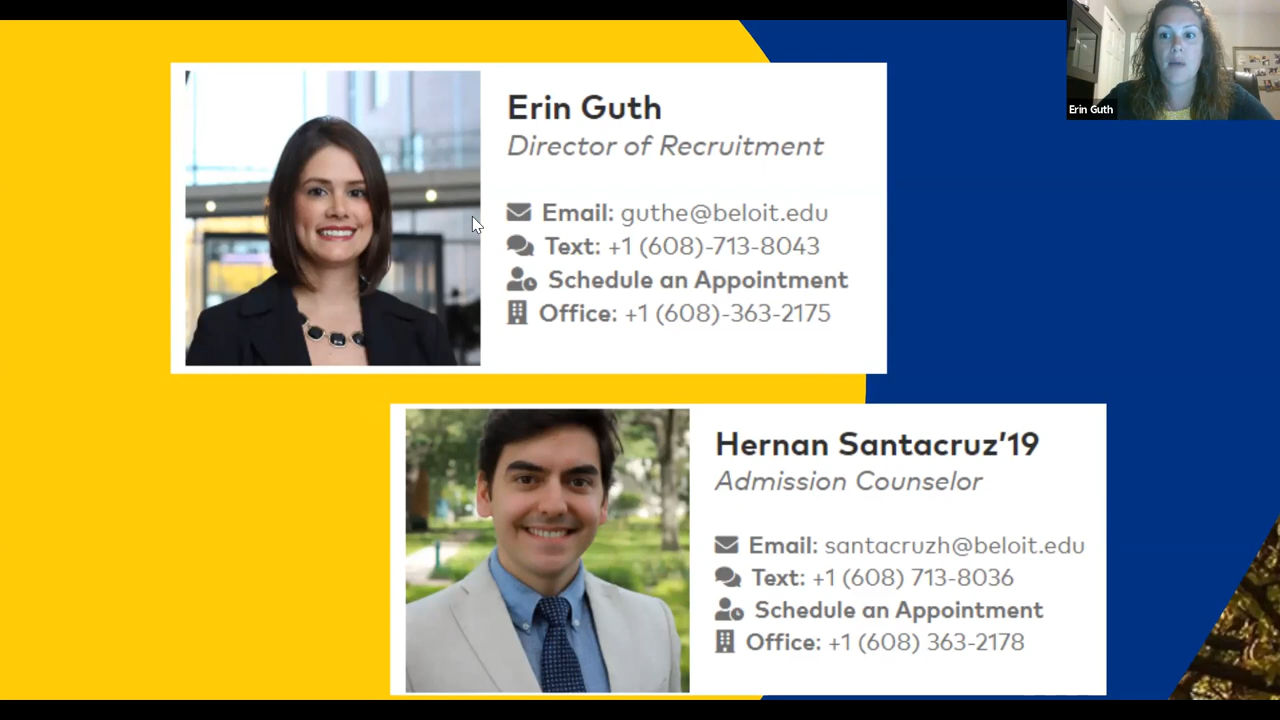 Erin Guth
Director of Recruitment
Email: guthe@beloit.edu
Text: +1 (608)-713-8043
Schedule an Appointment
Office: +1 (608)-363-2175
Erin Guth
Hernan Santacruz’19
Admission Counselor
Email: santacruzh@beloit.edu
Text: +1 (608) 713-8036
Schedule an Appointment
Office: +1 (608) 363-2178